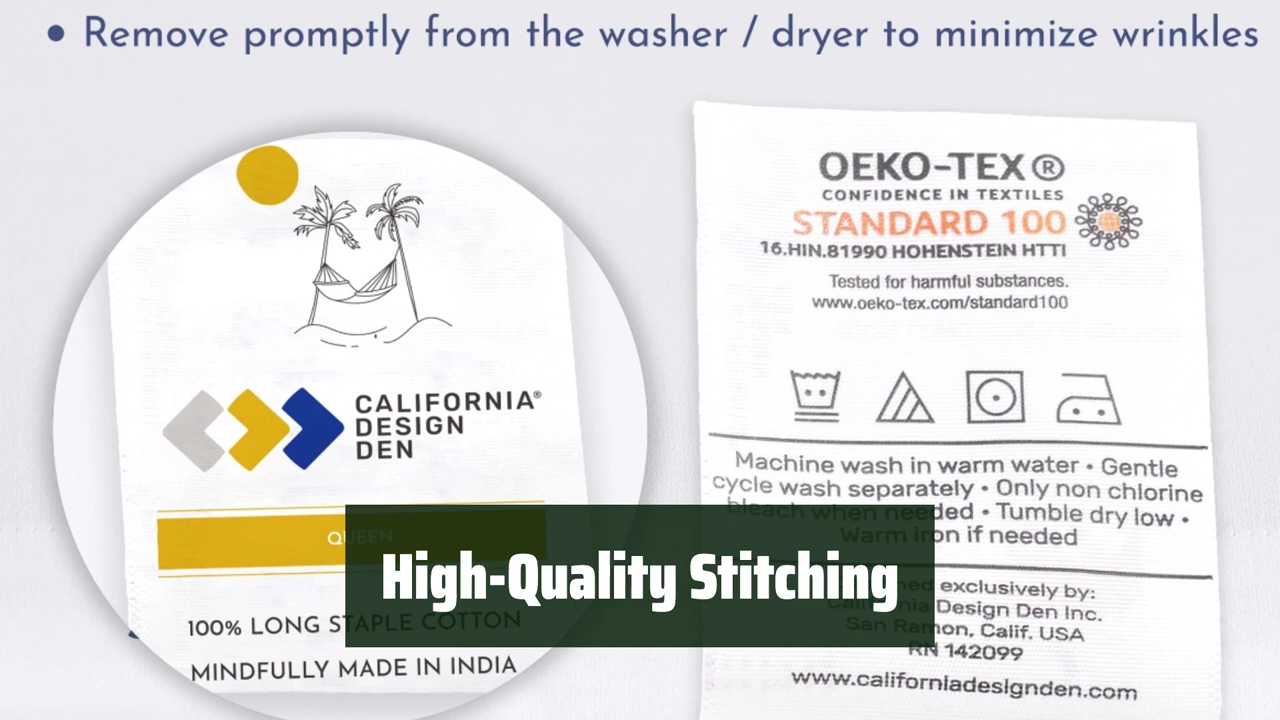 • Remove promptly from the washer / dryer to minimize wrinkles
CALIFORNIA®
DESIGN
DEN
QUEEN
100% LONG STAPLE COTTON
MINDFULLY MADE IN INDIA
OEKO-TEX®
CONFIDENCE IN TEXTILES
STANDARD 100
16.HIN.81990 HOHENSTEIN HTTI
Tested for harmful substances.
www.oeko-tex.com/standard100
Machine wash in warm water • Gentle
cycle wash separately • Only non chlorine
bleach when needed • Tumble dry low •
Warm iron if needed
exclusively by:
California Design Den Inc.
San Ramon, Calif. USA
RN 142099
www.californiadesignden.com
High-Quality Stitching